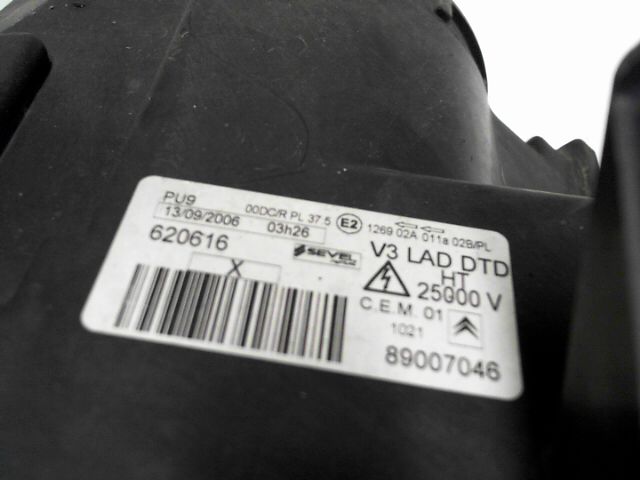 PU9 00DC/R PL 37.5 E2 1269 02A 011a 02B/PL
13/09/2006 03h26
620616 SEVEL V3 LAD DTD
X HT
25000 V
C.E.M. 01
1021
89007046